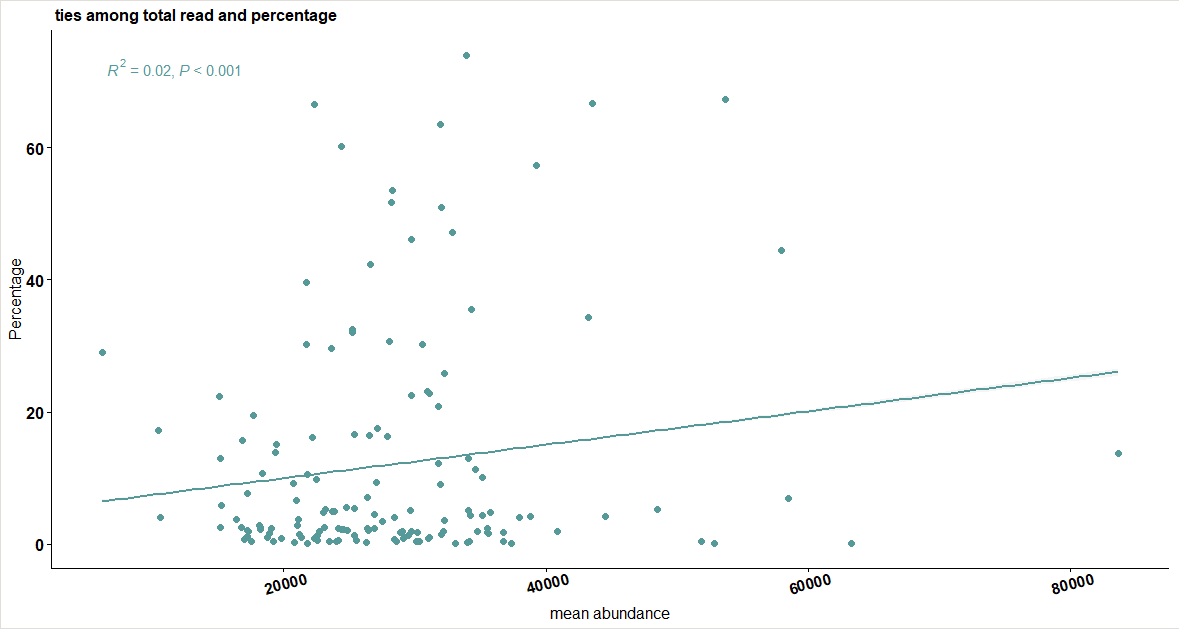 ties among total read and percentage
R² = 0.02, P < 0.001
60
40
20
0
Percentage
20000
40000
60000
80000
mean abundance